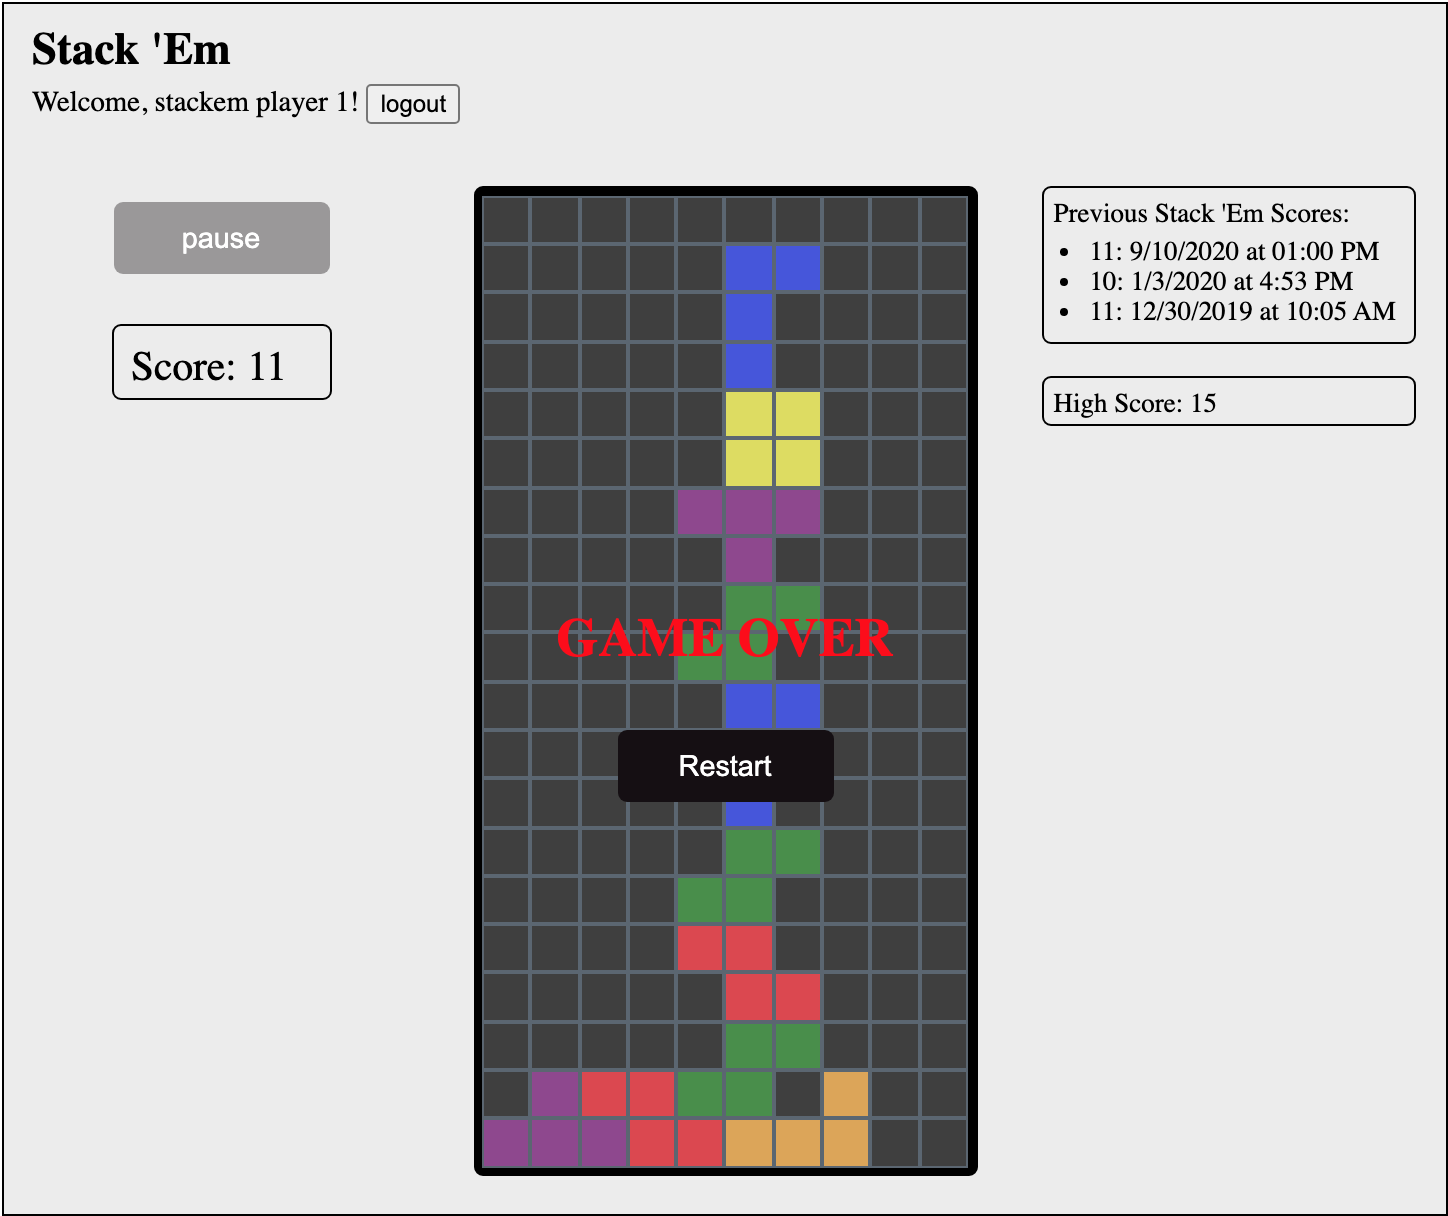 Stack 'Em
Welcome, stackem player 1! logout
pause
Score: 11
GAME OVER
Restart
Previous Stack 'Em Scores:
• 11: 9/10/2020 at 01:00 PM
• 10: 1/3/2020 at 4:53 PM
• 11: 12/30/2019 at 10:05 AM
High Score: 15